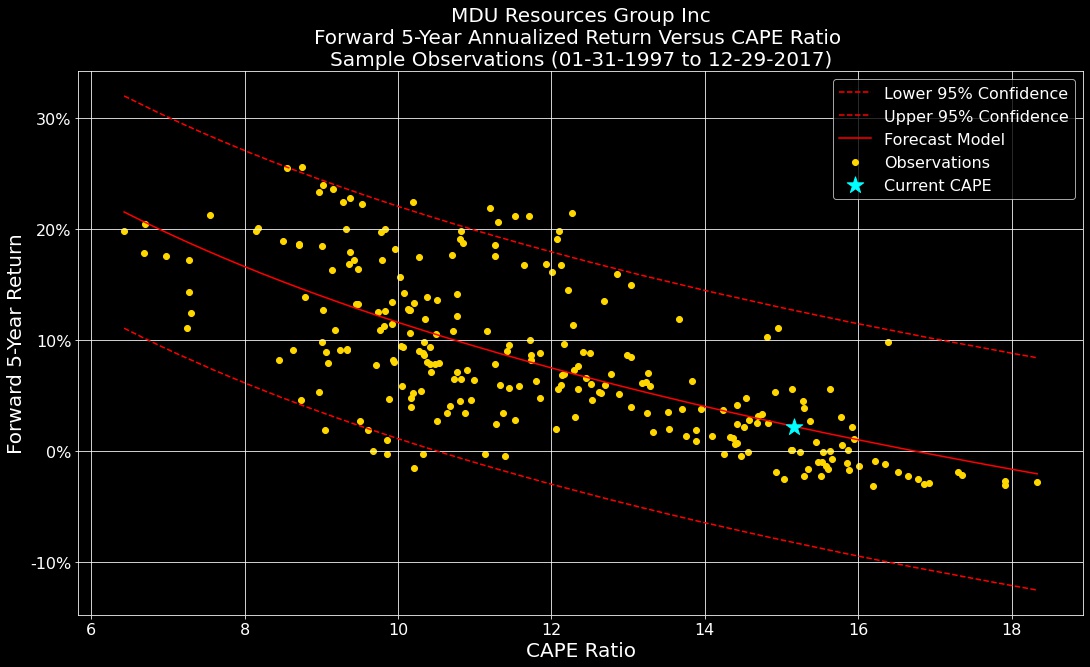 MDU Resources Group Inc
Forward 5-Year Annualized Return Versus CAPE Ratio
Sample Observations (01-31-1997 to 12-29-2017)
Lower 95% Confidence
Upper 95% Confidence
Forecast Model
Observations
Current CAPE
Forward 5-Year Return
30%
20%
10%
0%
-10%
6 8 10 12 14 16 18
CAPE Ratio